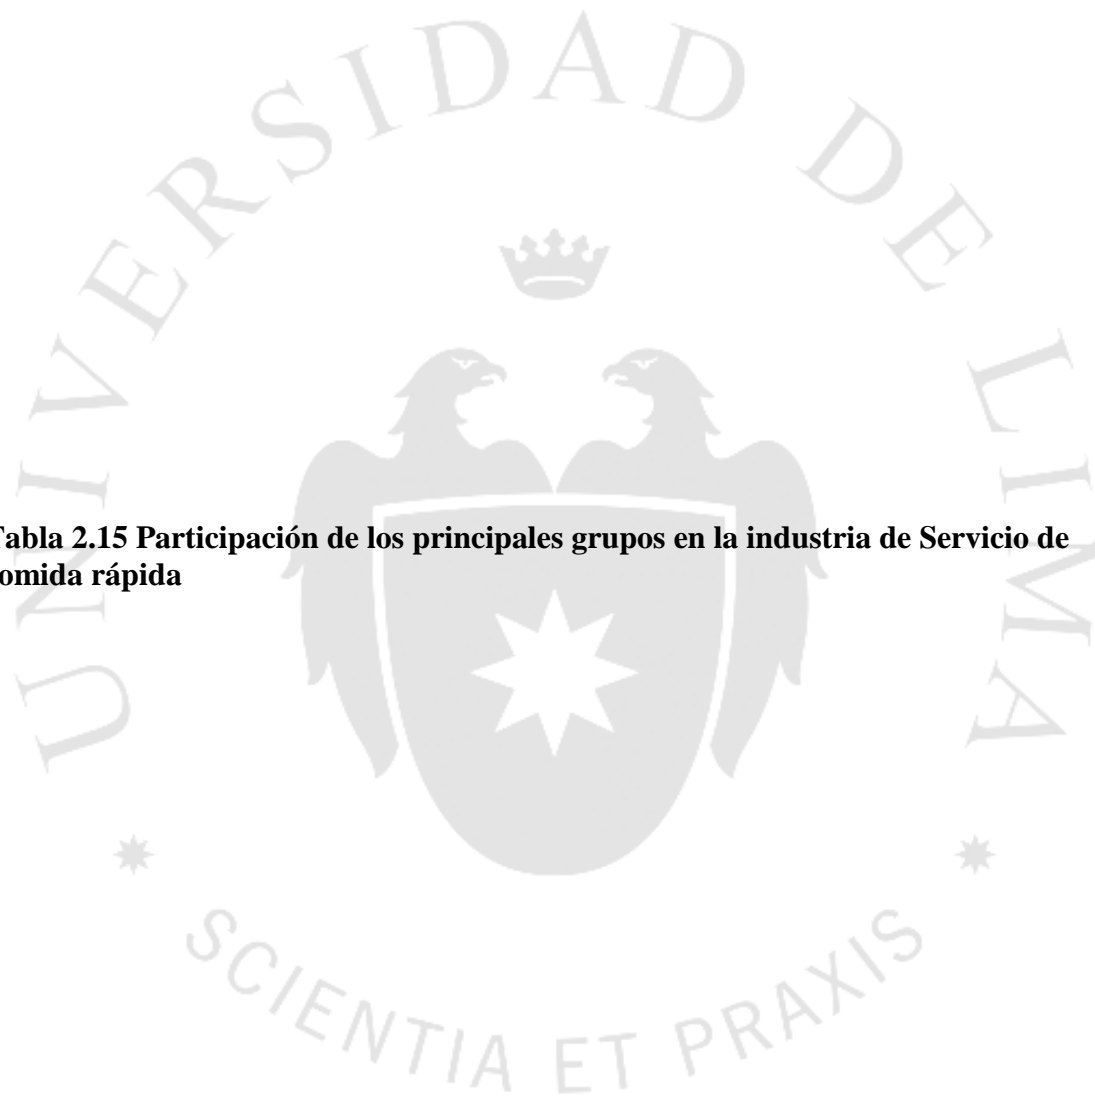 UNIVERSIDAD DE LIMA
Tabla 2.15 Participación de los principales grupos en la industria de Servicio de
omida rápida
SCIENTIA ET PRAXIS